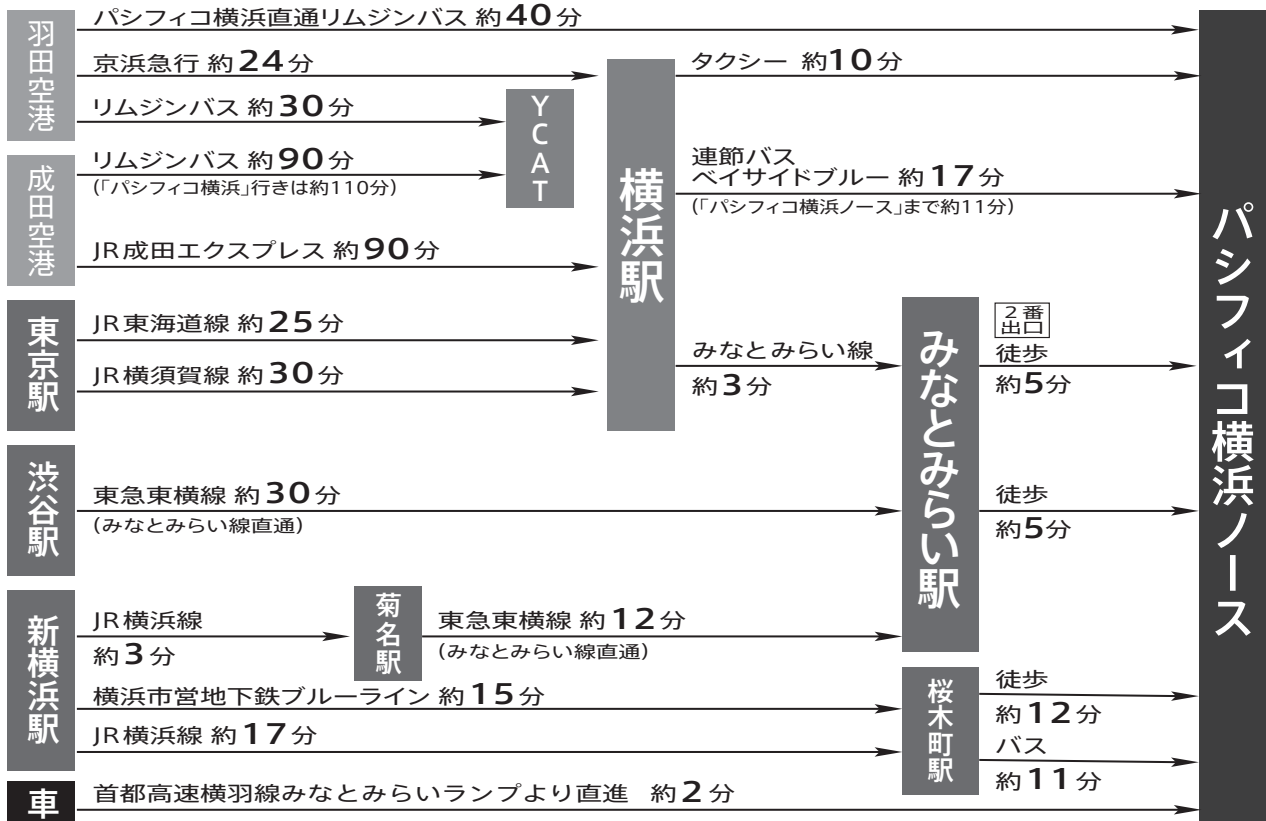 羽田空港
パシフィコ横浜直通リムジンバス 約40分
京浜急行 約24分
リムジンバス 約30分
成田空港
リムジンバス 約90分
(「パシフィコ横浜」行きは約110分)
YCAT
JR成田エクスプレス 約90分
東京駅
JR東海道線 約25分
JR横須賀線 約30分
横浜駅
タクシー 約10分
連節バス
ベイサイドブルー 約17分
(「パシフィコ横浜ノース」まで約11分)
みなとみらい線
約3分
渋谷駅
東急東横線 約30分
(みなとみらい線直通)
新横浜駅
JR横浜線
約3分
菊名駅
東急東横線 約12分
(みなとみらい線直通)
みなとみらい駅
2番
出口
徒歩
約5分
徒歩
約5分
横浜市営地下鉄ブルーライン 約15分
JR横浜線 約17分
桜木町駅
徒歩
約12分
バス
約11分
車
首都高速横羽線みなとみらいランプより直進 約2分
パシフィコ横浜ノース